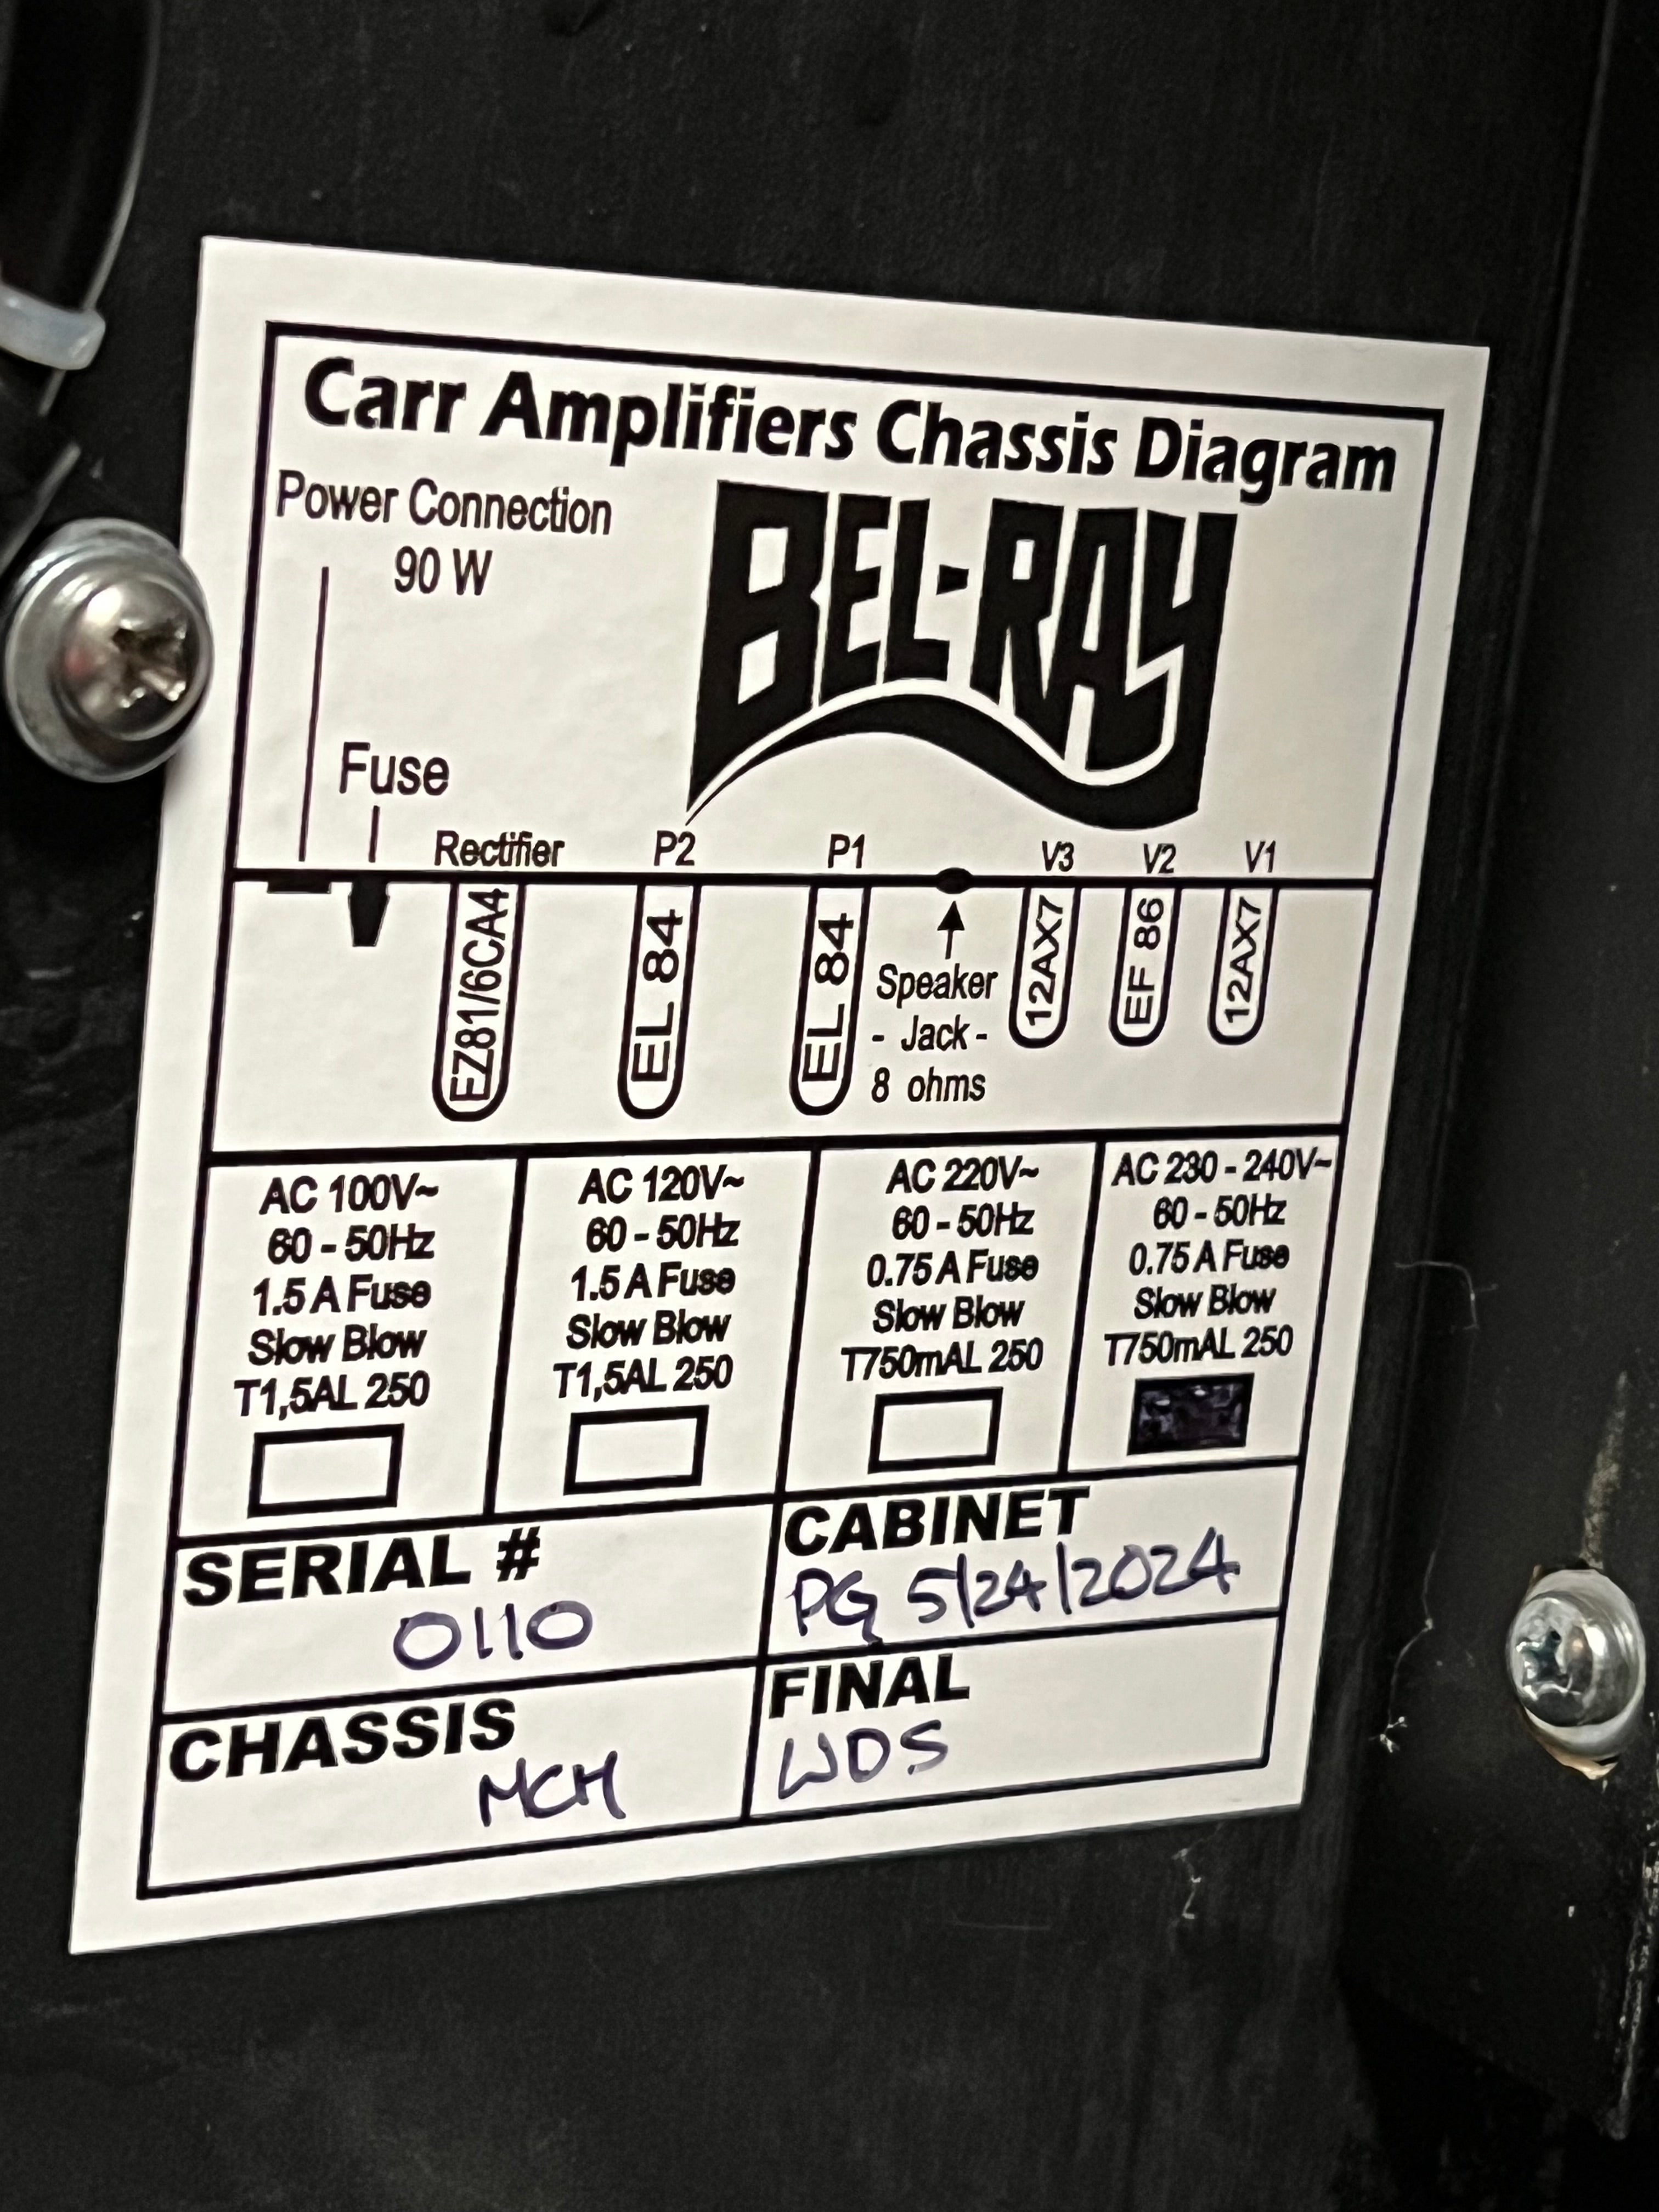 Carr Amplifiers Chassis Diagram
Power Connection
90 W
BEL-RAY
Fuse
Rectifier P2 P1 V3 V2 V1
EZ81/6CA4 EL 84 EL 84 12AX7 EF 86 12AX7
Speaker
- Jack -
8 ohms
AC 100V~
60 - 50Hz
1.5 A Fuse
Slow Blow
T1,5AL 250
AC 120V~
60 - 50Hz
1.5 A Fuse
Slow Blow
T1,5AL 250
AC 220V~
60 - 50Hz
0.75 A Fuse
Slow Blow
T750mAL 250
AC 230 - 240V~
60 - 50Hz
0.75 A Fuse
Slow Blow
T750mAL 250
SERIAL #
0110
CABINET
PG 5/24/2024
CHASSIS
MCH
FINAL
WDS